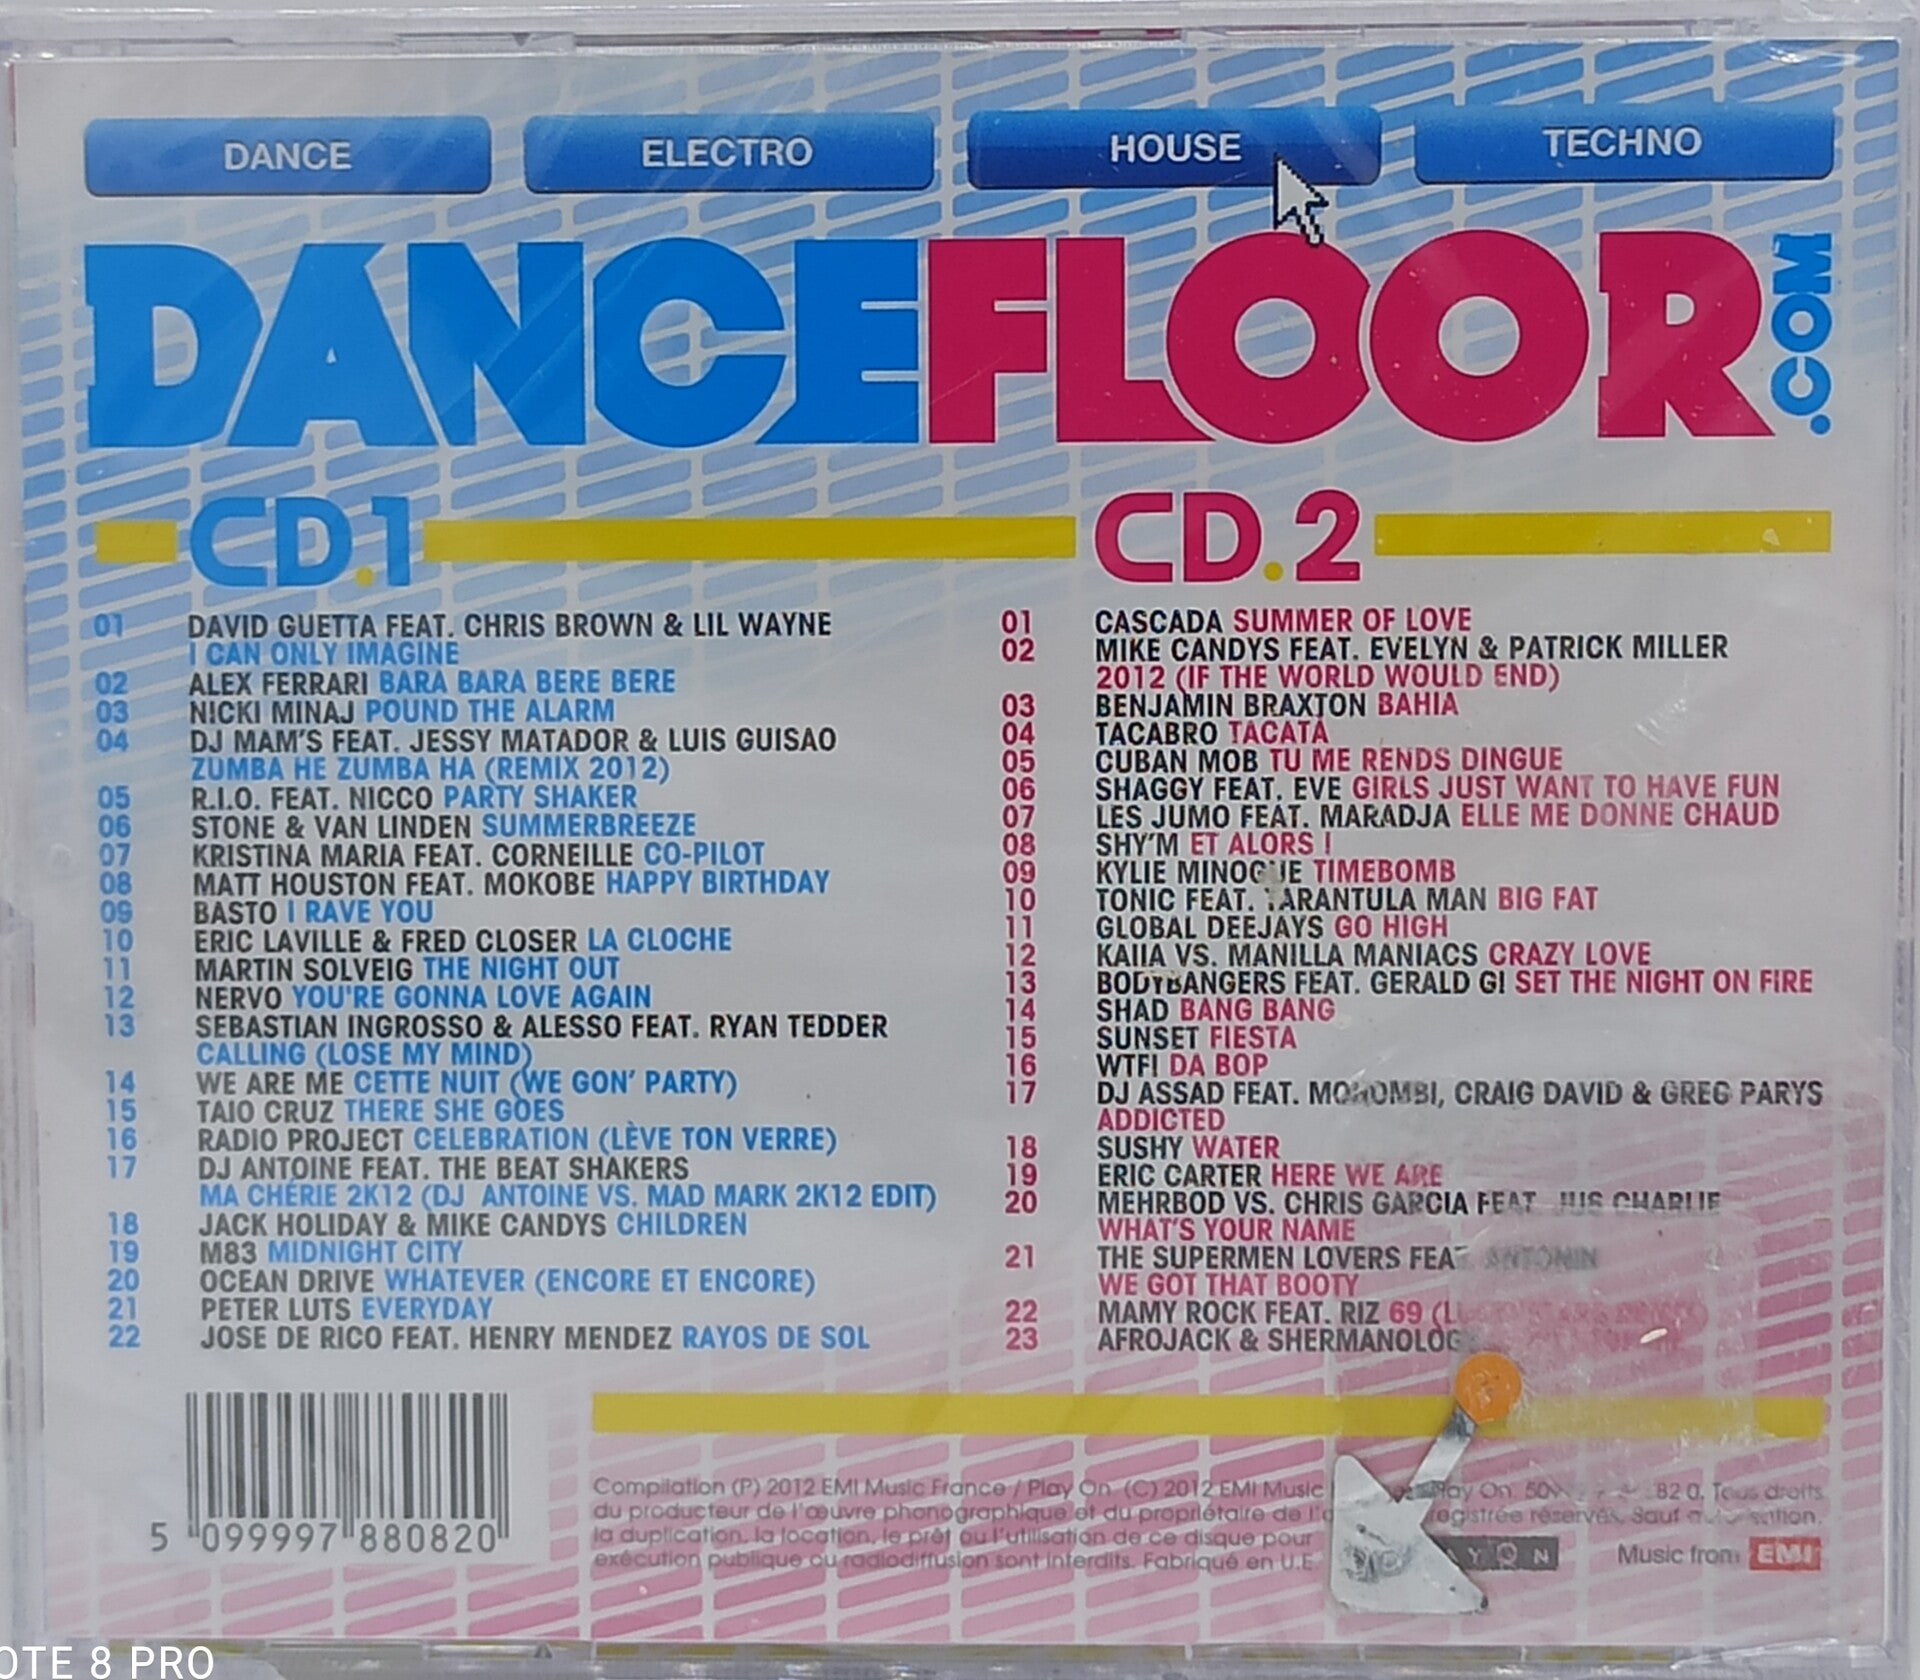 DANCE ELECTRO HOUSE TECHNO
DANCEFLOOR.COM
CD.1
01 DAVID GUETTA FEAT. CHRIS BROWN & LIL WAYNE
I CAN ONLY IMAGINE
02 ALEX FERRARI BARA BARA BERE BERE
03 NICKI MINAJ POUND THE ALARM
04 DJ MAM'S FEAT. JESSY MATADOR & LUIS GUISAO
ZUMBA HE ZUMBA HA (REMIX 2012)
05 R.I.O. FEAT. NICCO PARTY SHAKER
06 STONE & VAN LINDEN SUMMERBREEZE
07 KRISTINA MARIA FEAT. CORNEILLE CO-PILOT
08 MATT HOUSTON FEAT. MOKOBE HAPPY BIRTHDAY
09 BASTO I RAVE YOU
10 ERIC LAVILLE & FRED CLOSER LA CLOCHE
11 MARTIN SOLVEIG THE NIGHT OUT
12 NERVO YOU'RE GONNA LOVE AGAIN
13 SEBASTIAN INGROSSO & ALESSO FEAT. RYAN TEDDER
CALLING (LOSE MY MIND)
14 WE ARE ME CETTE NUIT (WE GON' PARTY)
15 TAIO CRUZ THERE SHE GOES
16 RADIO PROJECT CELEBRATION (LÈVE TON VERRE)
17 DJ ANTOINE FEAT. THE BEAT SHAKERS
MA CHÉRIE 2K12 (DJ ANTOINE VS. MAD MARK 2K12 EDIT)
18 JACK HOLIDAY & MIKE CANDYS CHILDREN
19 M83 MIDNIGHT CITY
20 OCEAN DRIVE WHATEVER (ENCORE ET ENCORE)
21 PETER LUTS EVERYDAY
22 JOSE DE RICO FEAT. HENRY MENDEZ RAYOS DE SOL
CD.2
01 CASCADA SUMMER OF LOVE
02 MIKE CANDYS FEAT. EVELYN & PATRICK MILLER
2012 (IF THE WORLD WOULD END)
03 BENJAMIN BRAXTON BAHIA
04 TACABRO TACATÀ
05 CUBAN MOB TU ME RENDS DINGUE
06 SHAGGY FEAT. EVE GIRLS JUST WANT TO HAVE FUN
07 LES JUMO FEAT. MARADJA ELLE ME DONNE CHAUD
08 SHY'M ET ALORS !
09 KYLIE MINOGUE TIMEBOMB
10 TONIC FEAT. TARANTULA MAN BIG FAT
11 GLOBAL DEEJAYS GO HIGH
12 KAIIA VS. MANILLA MANIACS CRAZY LOVE
13 BODYBANGERS FEAT. GERALD G! SET THE NIGHT ON FIRE
14 SHAD BANG BANG
15 SUNSET FIESTA
16 WTF! DA BOP
17 DJ ASSAD FEAT. MOHOMBI, CRAIG DAVID & GREG PARYS
ADDICTED
18 SUSHY WATER
19 ERIC CARTER HERE WE ARE
20 MEHRBOD VS. CHRIS GARCIA FEAT. JUS CHARLIE
WHAT'S YOUR NAME
21 THE SUPERMEN LOVERS FEAT ANTONIN
WE GOT THAT BOOTY
22 MAMY ROCK FEAT. RIZ 69
23 AFROJACK & SHERMANOLOG
5 099997 880820
Compilation (P) 2012 EMI Music France / Play On. (C) 2012 EMI Music Play On. 82 0. Tous droits
du producteur de l'œuvre phonographique et du propriétaire de l' réservés. Sauf
la duplication, la location, le prêt ou l'utilisation de ce disque pour
exécution publique ou radiodiffusion sont interdits. Fabriqué en U.E.
Music from EMI
OTE 8 PRO